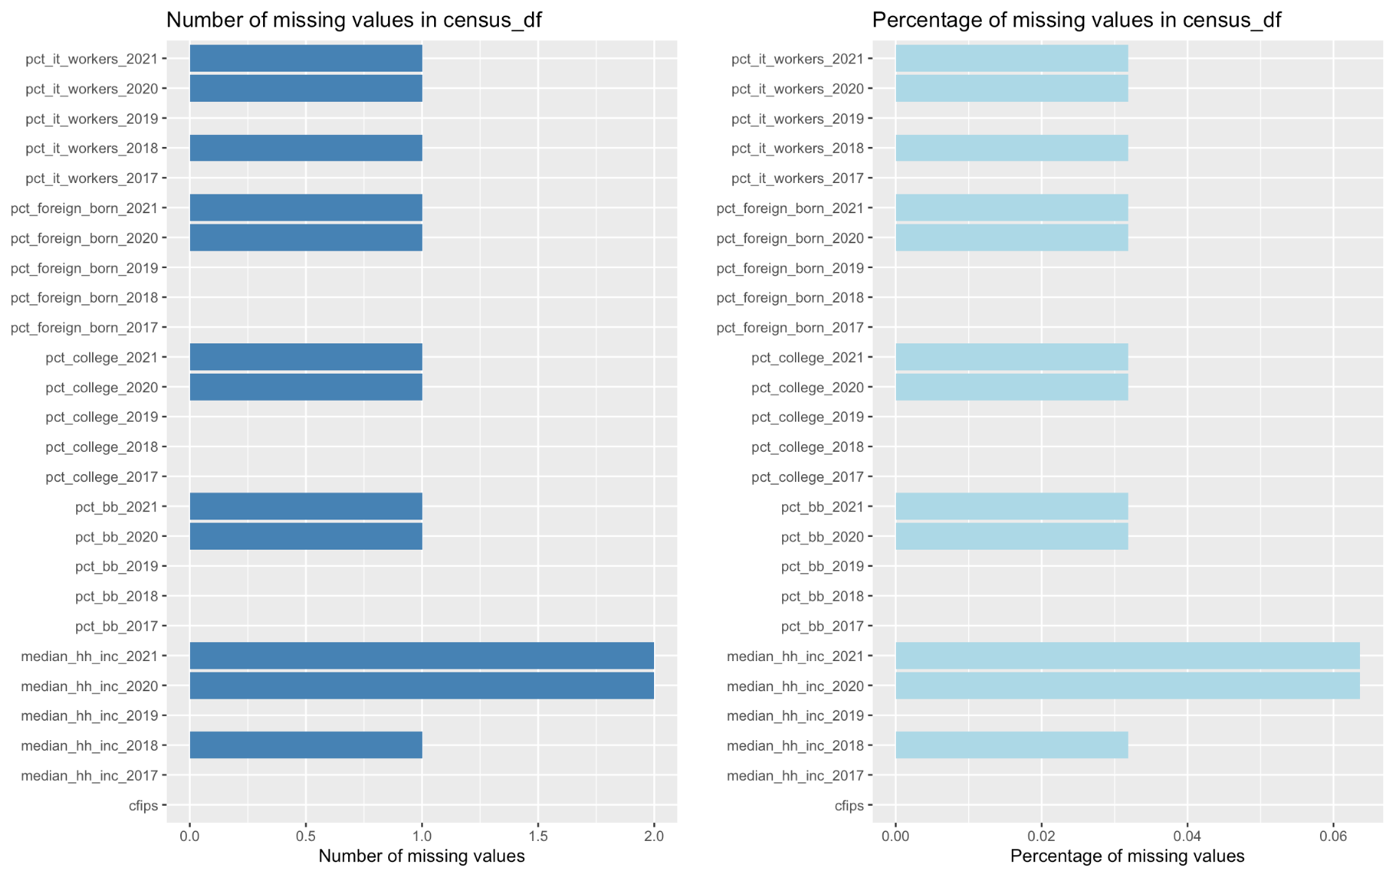 Number of missing values in census_df
pct_it_workers_2021
pct_it_workers_2020
pct_it_workers_2019
pct_it_workers_2018
pct_it_workers_2017
pct_foreign_born_2021
pct_foreign_born_2020
pct_foreign_born_2019
pct_foreign_born_2018
pct_foreign_born_2017
pct_college_2021
pct_college_2020
pct_college_2019
pct_college_2018
pct_college_2017
pct_bb_2021
pct_bb_2020
pct_bb_2019
pct_bb_2018
pct_bb_2017
median_hh_inc_2021
median_hh_inc_2020
median_hh_inc_2019
median_hh_inc_2018
median_hh_inc_2017
cfips
0.0 0.5 1.0 1.5 2.0
Number of missing values
Percentage of missing values in census_df
pct_it_workers_2021
pct_it_workers_2020
pct_it_workers_2019
pct_it_workers_2018
pct_it_workers_2017
pct_foreign_born_2021
pct_foreign_born_2020
pct_foreign_born_2019
pct_foreign_born_2018
pct_foreign_born_2017
pct_college_2021
pct_college_2020
pct_college_2019
pct_college_2018
pct_college_2017
pct_bb_2021
pct_bb_2020
pct_bb_2019
pct_bb_2018
pct_bb_2017
median_hh_inc_2021
median_hh_inc_2020
median_hh_inc_2019
median_hh_inc_2018
median_hh_inc_2017
cfips
0.00 0.02 0.04 0.06
Percentage of missing values